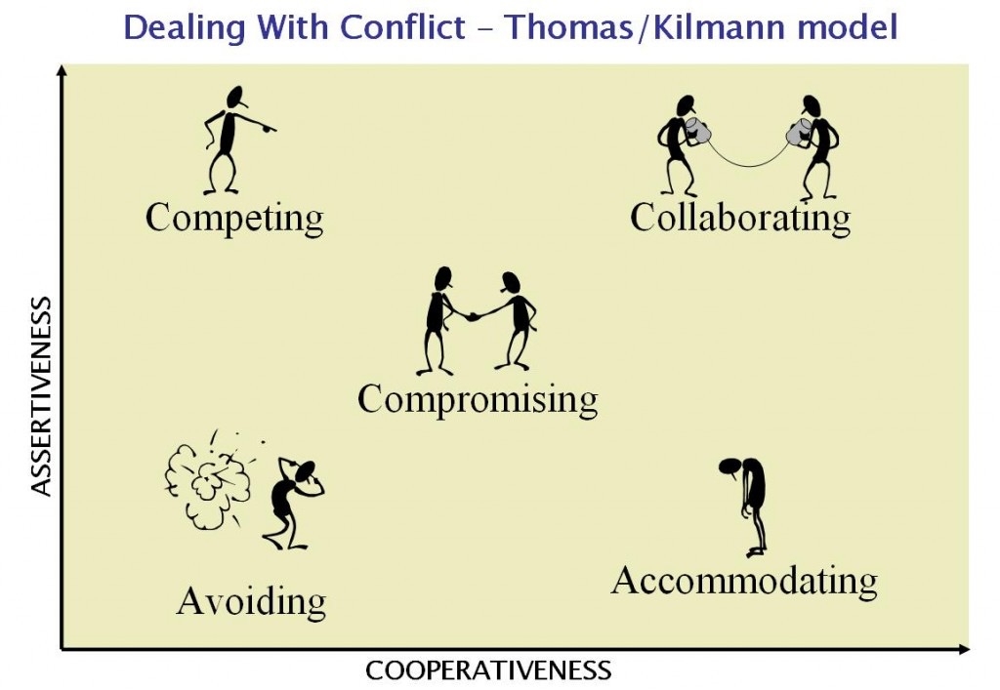 Dealing With Conflict – Thomas/Kilmann model
Competing
Collaborating
Compromising
Avoiding
Accommodating
ASSERTIVENESS
COOPERATIVENESS